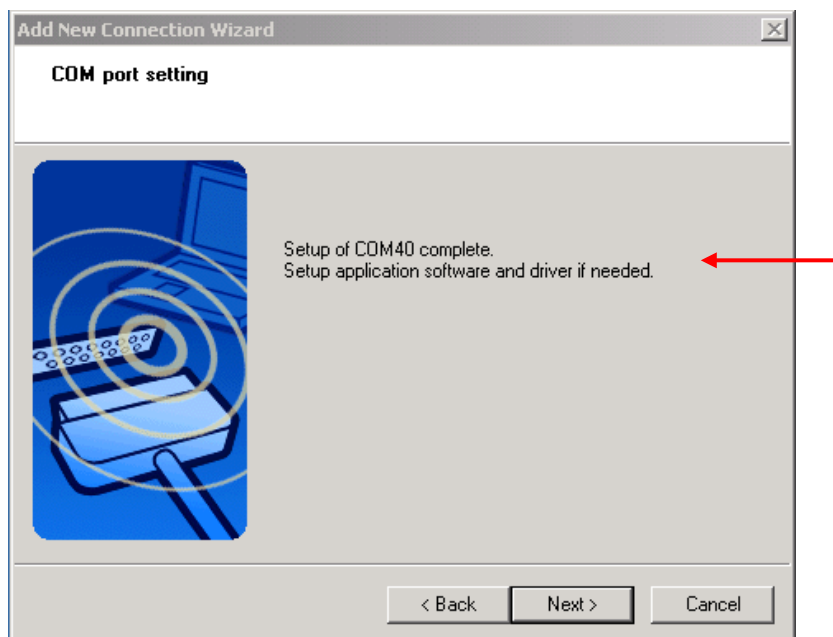 Add New Connection Wizard
COM port setting
Setup of COM40 complete.
Setup application software and driver if needed.
< Back
Next >
Cancel